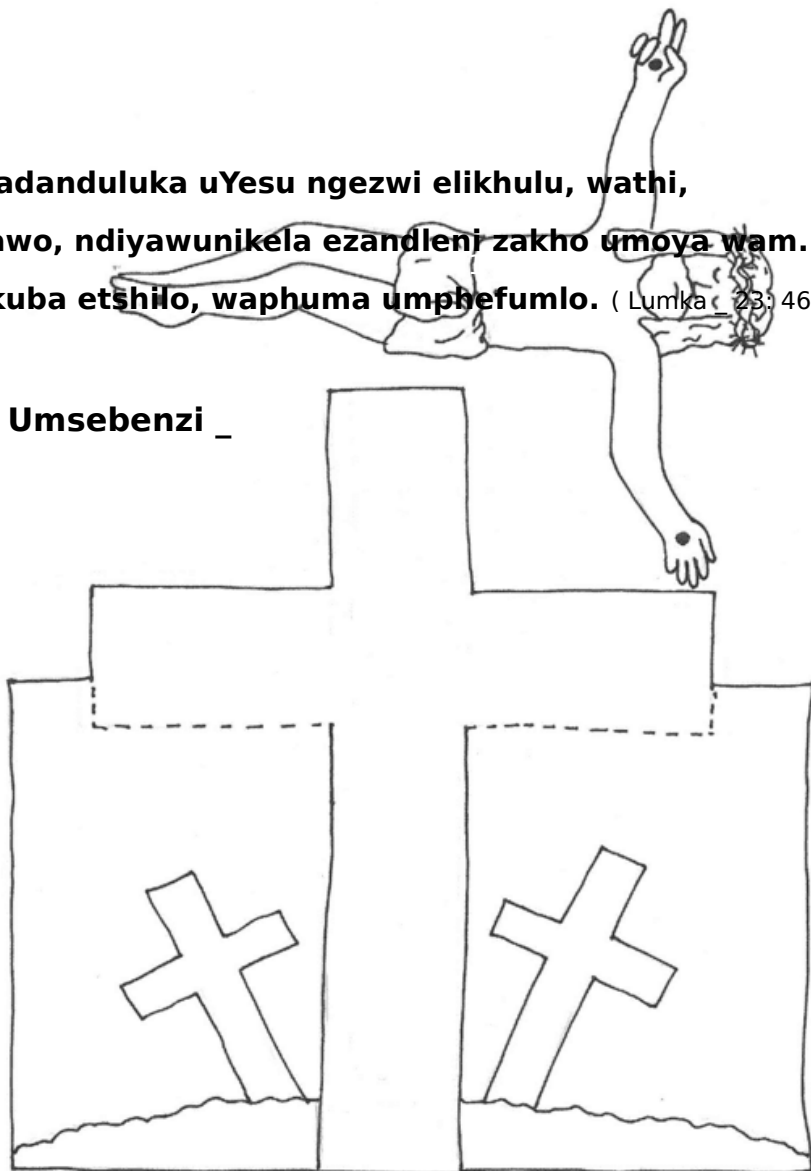 adanduluka uYesu ngezwi elikhulu, wathi,
awo, ndiyawunikela ezandleni zakho umoya wam.
kuba etshilo, waphuma umphefumlo. ( Lumka _ 23: 46
Umsebenzi _